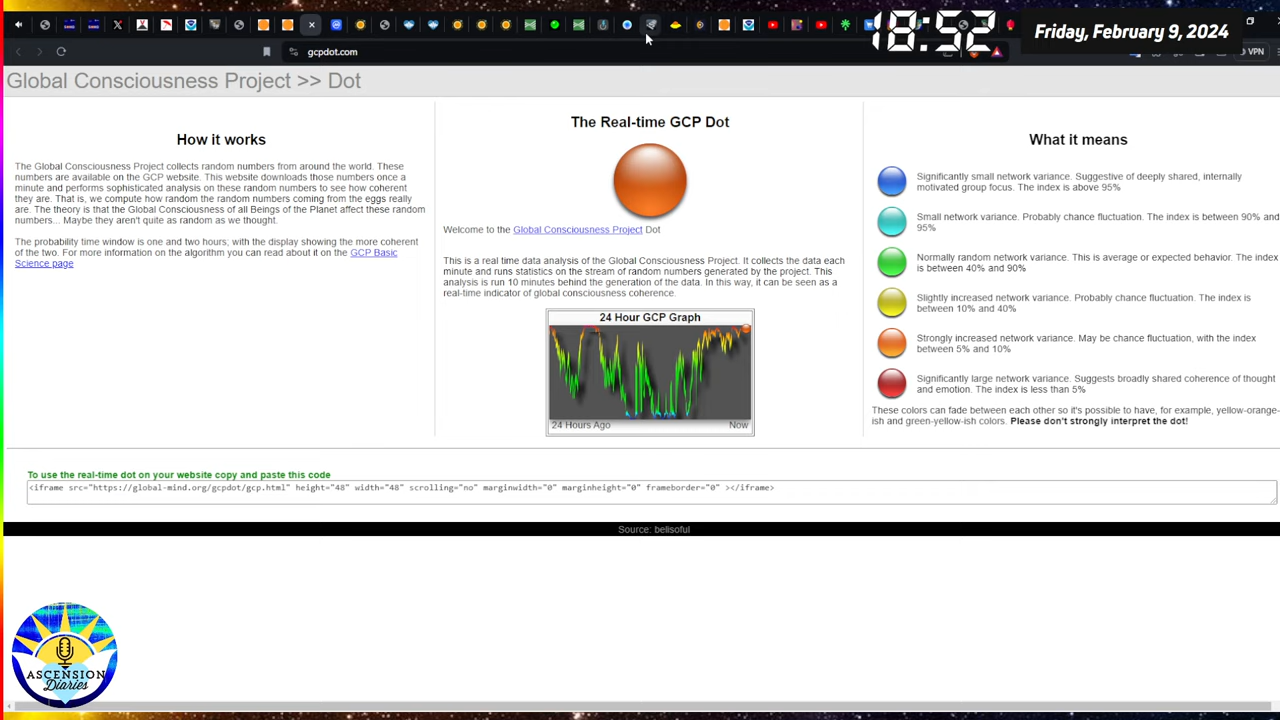 18:52
Friday, February 9, 2024
gcpdot.com
VPN
Global Consciousness Project >> Dot
How it works
The Global Consciousness Project collects random numbers from around the world. These
numbers are available on the GCP website. This website downloads those numbers once a
minute and performs sophisticated analysis on these random numbers to see how coherent
they are. That is, we compute how random the random numbers coming from the eggs really
are. The theory is that the Global Consciousness of all Beings of the Planet affect these random
numbers... Maybe they aren't quite as random as we thought.
The probability time window is one and two hours; with the display showing the more coherent
of the two. For more information on the algorithm you can read about it on the GCP Basic
Science page
The Real-time GCP Dot
Welcome to the Global Consciousness Project Dot
This is a real time data analysis of the Global Consciousness Project. It collects the data each
minute and runs statistics on the stream of random numbers generated by the project. This
analysis is run 10 minutes behind the generation of the data. In this way, it can be seen as a
real-time indicator of global consciousness coherence.
24 Hour GCP Graph
24 Hours Ago Now
What it means
Significantly small network variance. Suggestive of deeply shared, internally
motivated group focus. The index is above 95%
Small network variance. Probably chance fluctuation. The index is between 90% and
95%
Normally random network variance. This is average or expected behavior. The index
is between 40% and 90%
Slightly increased network variance. Probably chance fluctuation. The index is
between 10% and 40%
Strongly increased network variance. May be chance fluctuation, with the index
between 5% and 10%
Significantly large network variance. Suggests broadly shared coherence of thought
and emotion. The index is less than 5%
These colors can fade between each other so it's possible to have, for example, yellow-orange-
ish and green-yellow-ish colors. Please don't strongly interpret the dot!
To use the real-time dot on your website copy and paste this code
<iframe src="https://global-mind.org/gcpdot/gcp.html" height="48" width="48" scrolling="no" marginwidth="0" marginheight="0" frameborder="0" ></iframe>
Source: belisoful
ASCENSION
Diaries